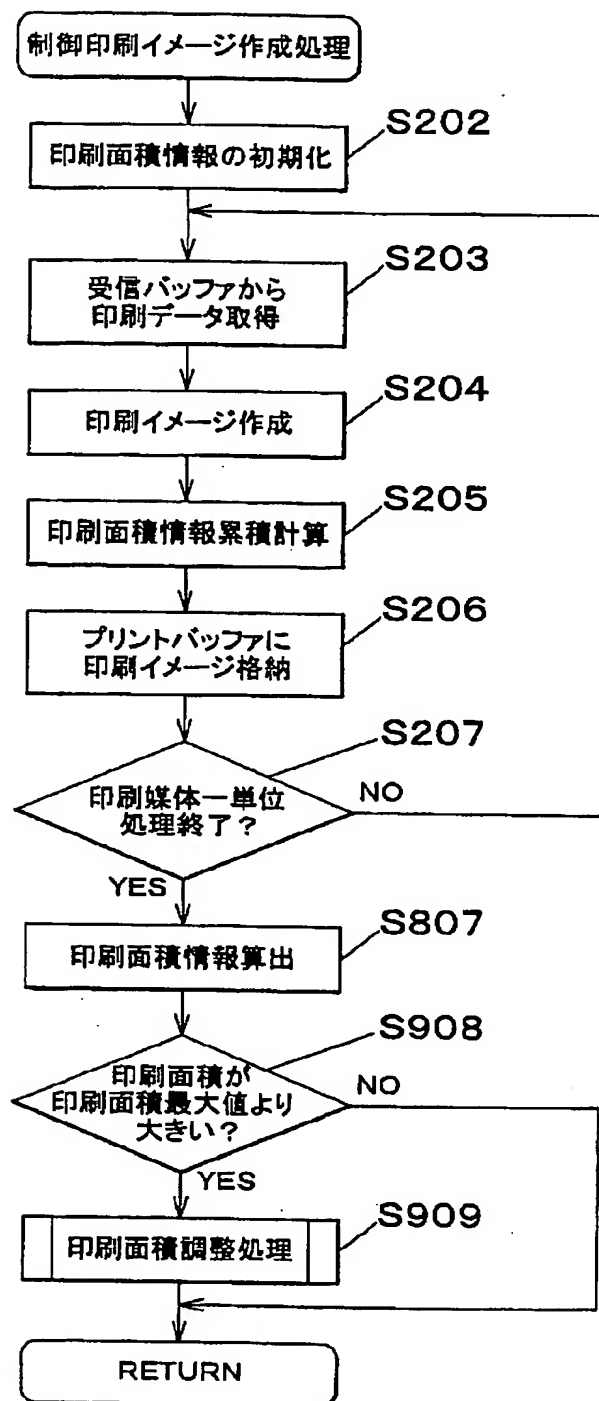 制御印刷イメージ作成処理
S202
印刷面積情報の初期化
S203
受信バッファから
印刷データ取得
S204
印刷イメージ作成
S205
印刷面積情報累積計算
S206
プリントバッファに
印刷イメージ格納
S207
印刷媒体一単位
処理終了?
NO
YES
S807
印刷面積情報算出
S908
印刷面積が
印刷面積最大値より
大きい?
NO
YES
S909
印刷面積調整処理
RETURN